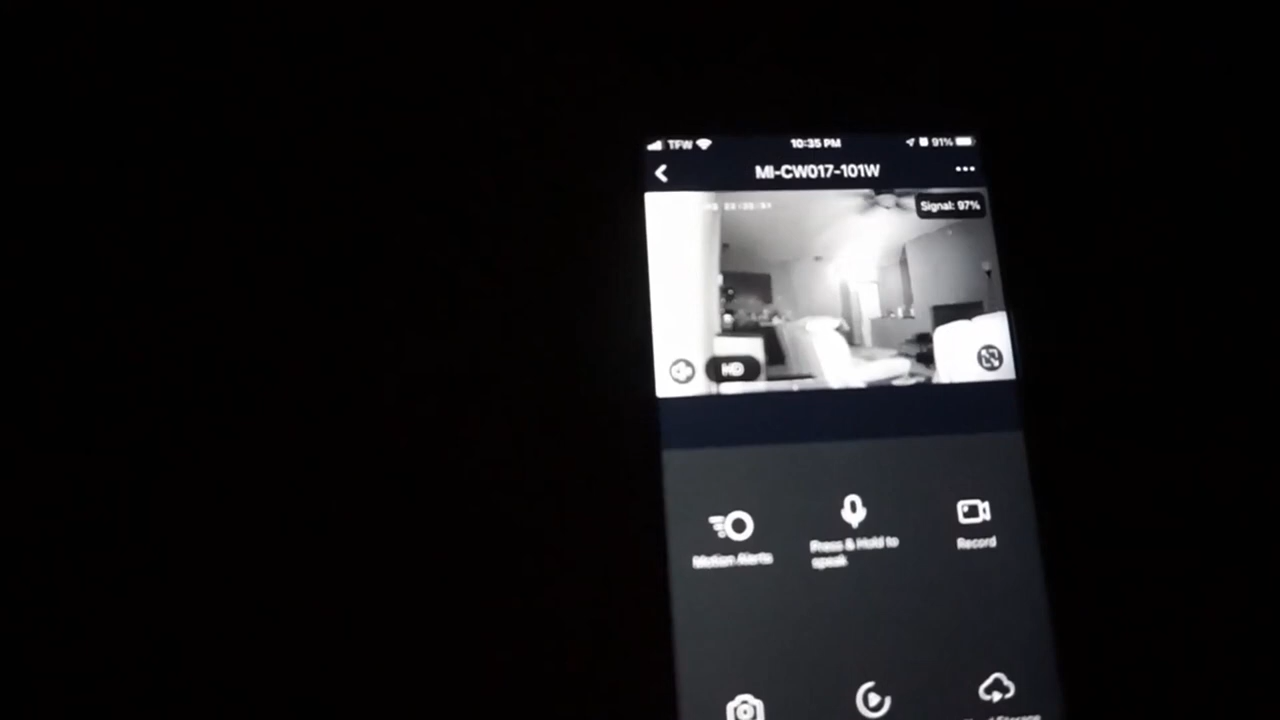 TFW 10:35 PM 91%
MI-CW017-101W
Signal: 97%
HD
Motion Alerts
Press & Hold to
speak
Record